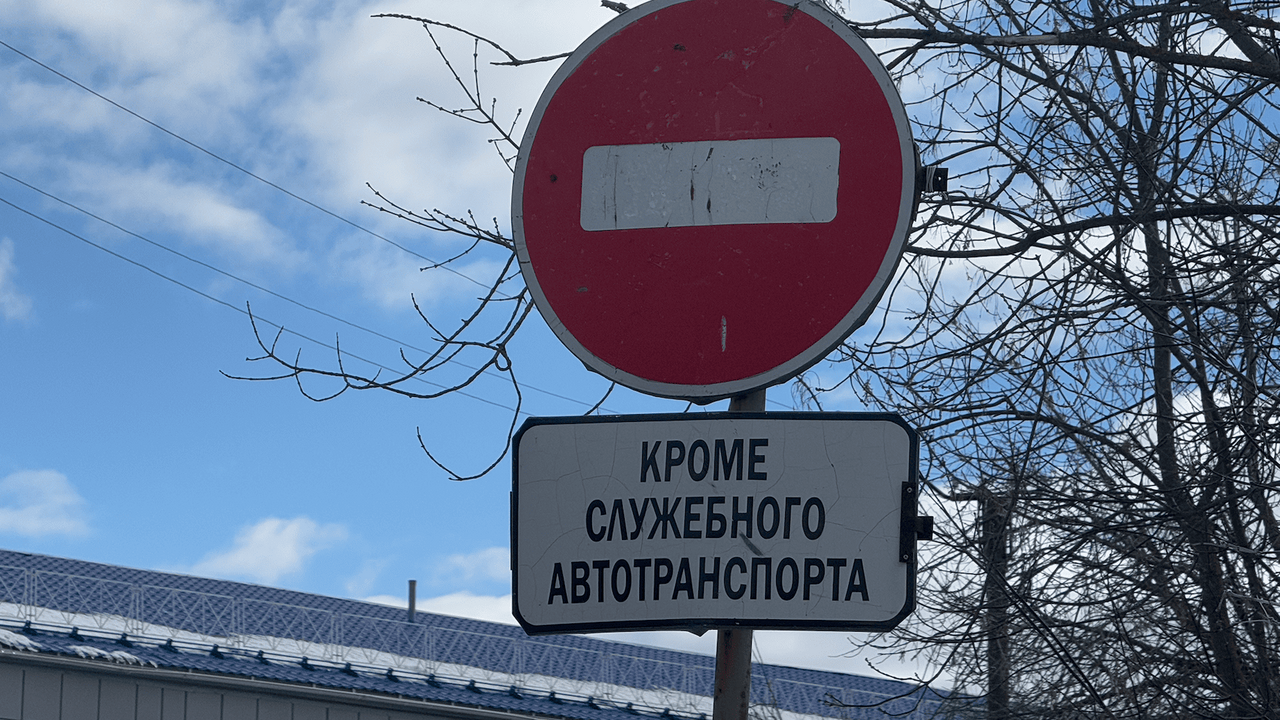 КРОМЕ
СЛУЖЕБНОГО
АВТОТРАНСПОРТА